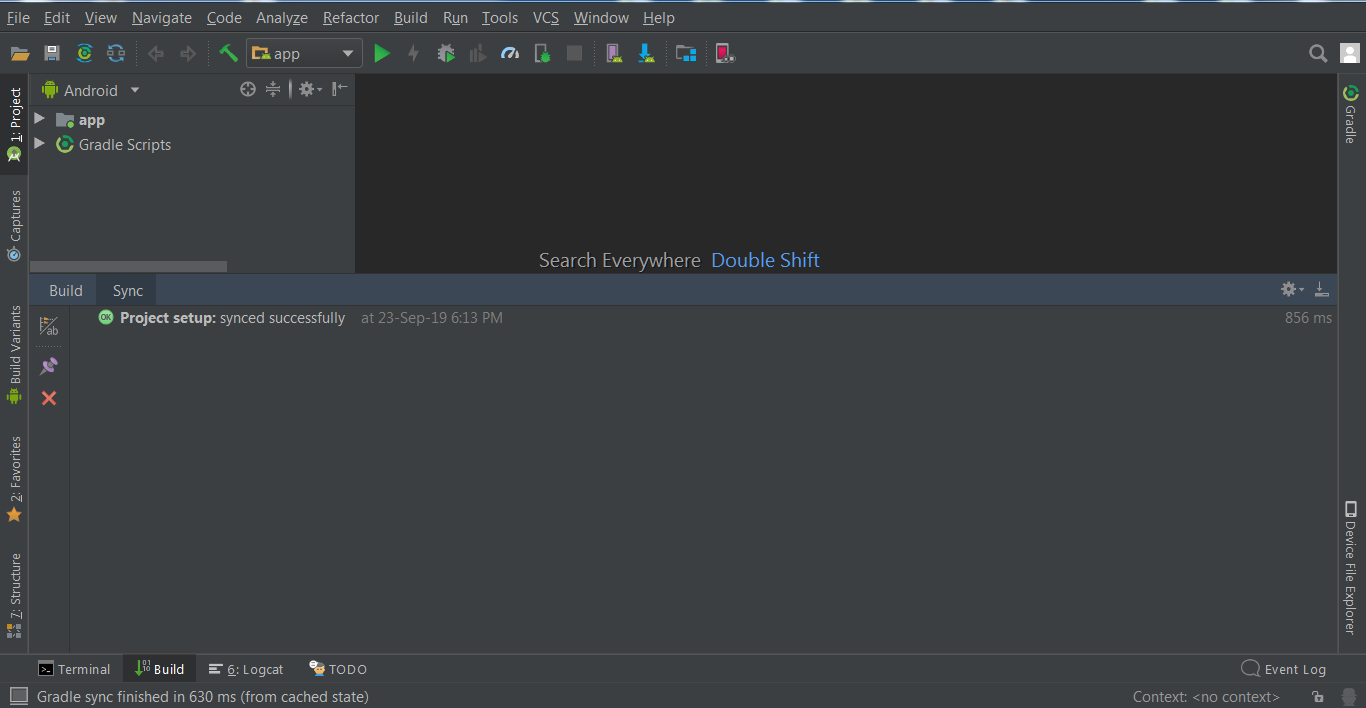 File Edit View Navigate Code Analyze Refactor Build Run Tools VCS Window Help
app
Android
app
Gradle Scripts
1: Project
Captures
Build Variants
2: Favorites
7: Structure
Gradle
Device File Explorer
Search Everywhere Double Shift
Build Sync
ab
OK Project setup: synced successfully at 23-Sep-19 6:13 PM 856 ms
Terminal Build 6: Logcat TODO Event Log
Gradle sync finished in 630 ms (from cached state) Context: <no context>